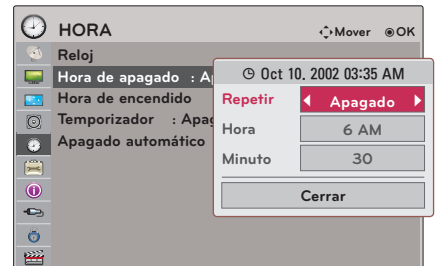 HORA
Mover OK
Reloj
Hora de apagado : A
Hora de encendido
Temporizador : Apag
Apagado automático
Oct 10. 2002 03:35 AM
Repetir Apagado
Hora 6 AM
Minuto 30
Cerrar